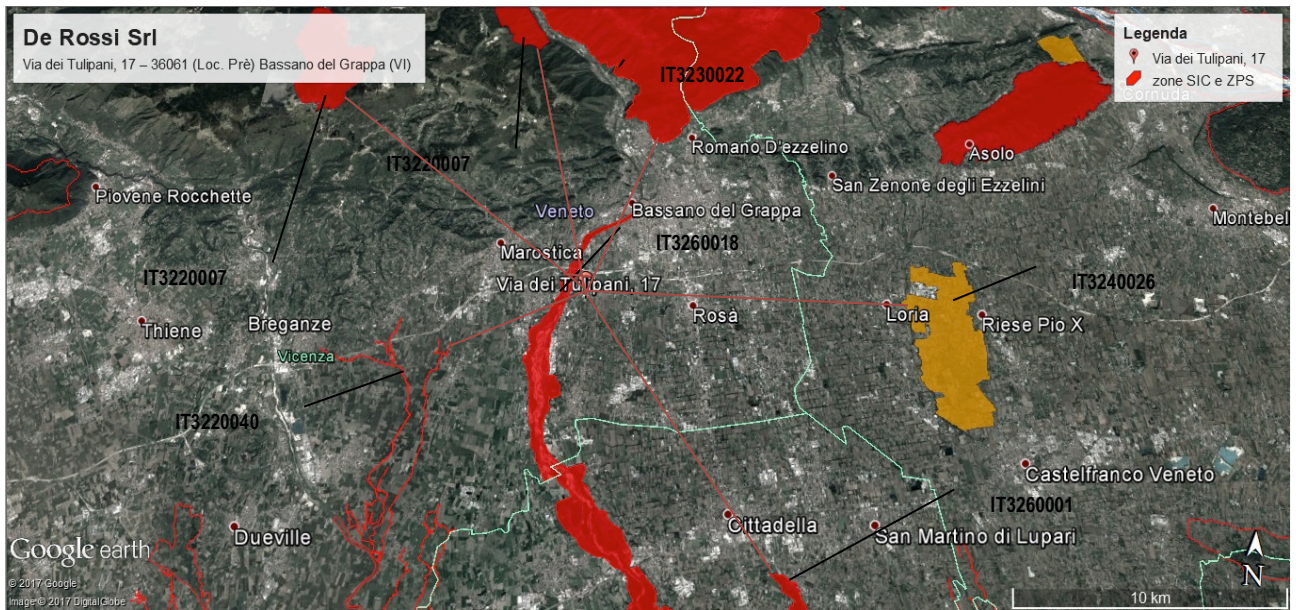 De Rossi Srl
Via dei Tulipani, 17 – 36061 (Loc. Prè) Bassano del Grappa (VI)
Legenda
Via dei Tulipani, 17
zone SIC e ZPS
IT3230022
Cornuda
Romano D'ezzelino
Asolo
IT3220007
San Zenone degli Ezzelini
Piovene Rocchette
Veneto
Bassano del Grappa
Montebel
Marostica
IT3260018
IT3220007
Via dei Tulipani, 17
IT3240026
Thiene
Breganze
Rosà
Loria
Riese Pio X
Vicenza
IT3220040
Castelfranco Veneto
IT3260001
Dueville
Cittadella
San Martino di Lupari
Google earth
© 2017 Google
Image © 2017 DigitalGlobe
N
10 km